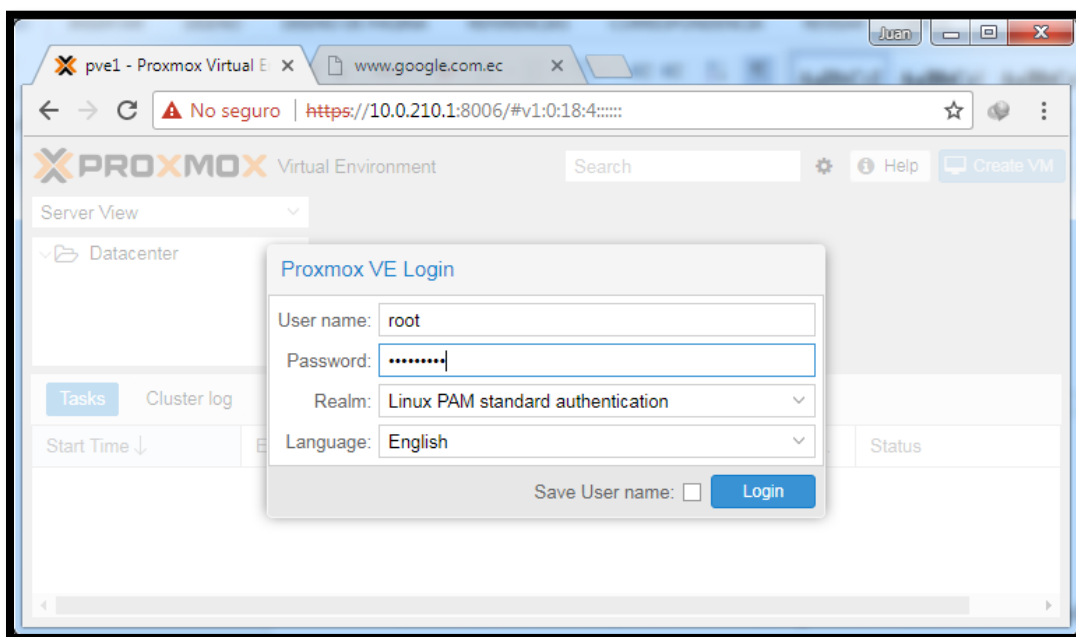 Juan
pve1 - Proxmox Virtual E
www.google.com.ec
No seguro | https://10.0.210.1:8006/#v1:0:18:4::::::
PROXMOX Virtual Environment Search Help Create VM
Server View
Datacenter
Proxmox VE Login
User name: root
Password: •••••••••
Realm: Linux PAM standard authentication
Language: English
Save User name: Login
Tasks Cluster log
Start Time E Status